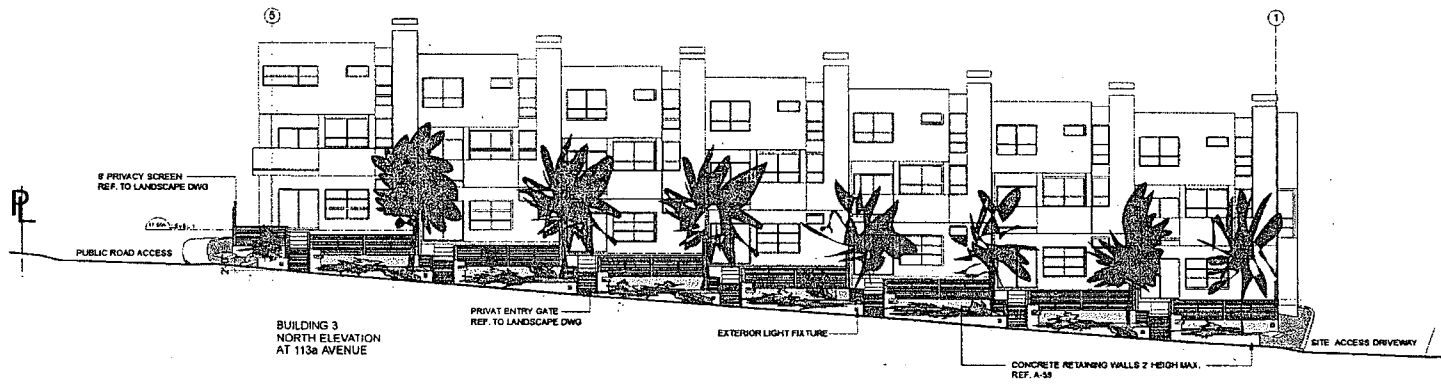 5
1
8' PRIVACY SCREEN
REF. TO LANDSCAPE DWG
PL
PUBLIC ROAD ACCESS
BUILDING 3
NORTH ELEVATION
AT 113a AVENUE
PRIVAT ENTRY GATE
REF. TO LANDSCAPE DWG
EXTERIOR LIGHT FIXTURE
CONCRETE RETAINING WALLS 2' HEIGH MAX.
REF. A-59
SITE ACCESS DRIVEWAY